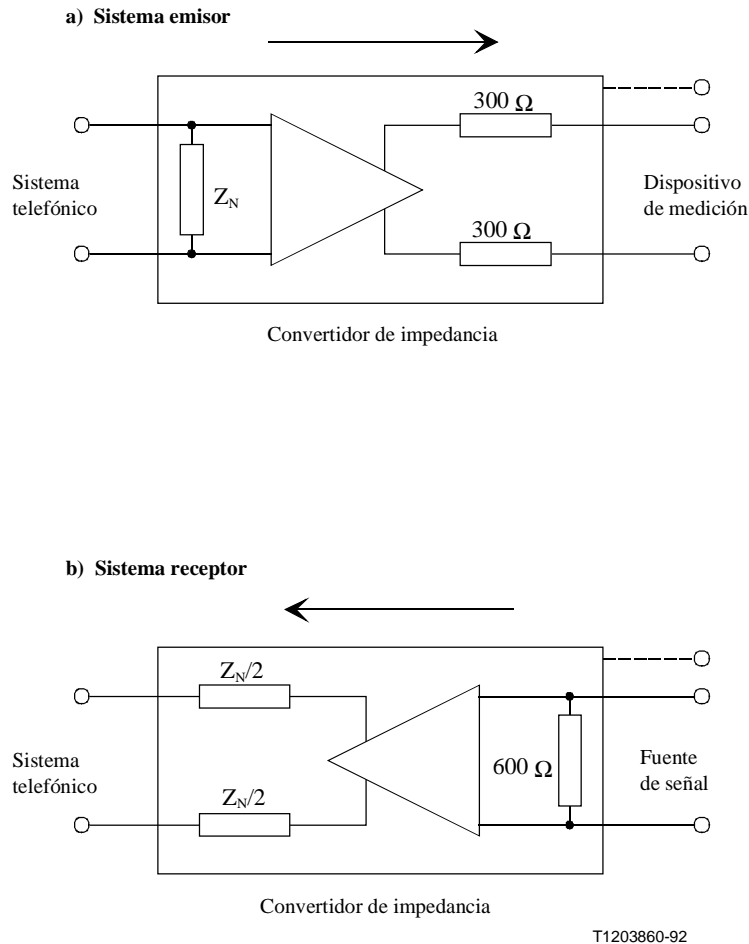 a) Sistema emisor
300 Ω
Sistema
telefónico
Z_N
Dispositivo
de medición
300 Ω
Convertidor de impedancia
b) Sistema receptor
Z_N/2
Sistema
telefónico
600 Ω
Fuente
de señal
Z_N/2
Convertidor de impedancia
T1203860-92